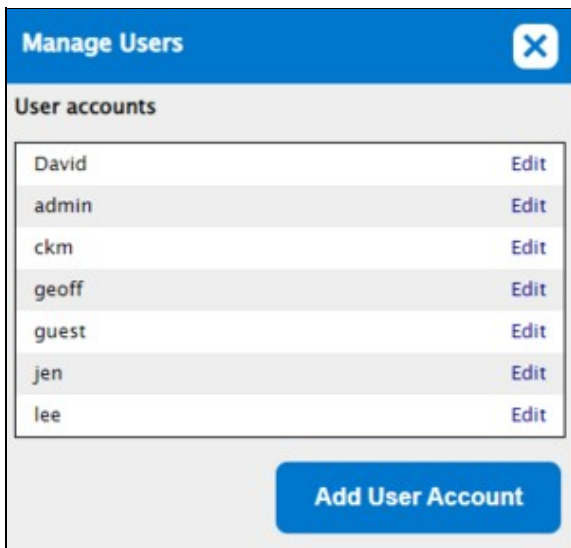 Manage Users
User accounts
David Edit
admin Edit
ckm Edit
geoff Edit
guest Edit
jen Edit
lee Edit
Add User Account